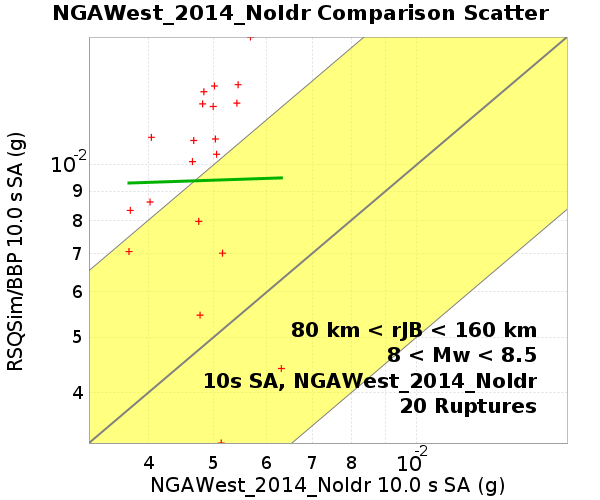 NGAWest_2014_NoIdr Comparison Scatter
RSQSim/BBP 10.0 s SA (g)
10-2
9
8
7
6
5
4
80 km < rJB < 160 km
8 < Mw < 8.5
10s SA, NGAWest_2014_NoIdr
20 Ruptures
4 5 6 7 8 10-2
NGAWest_2014_NoIdr 10.0 s SA (g)